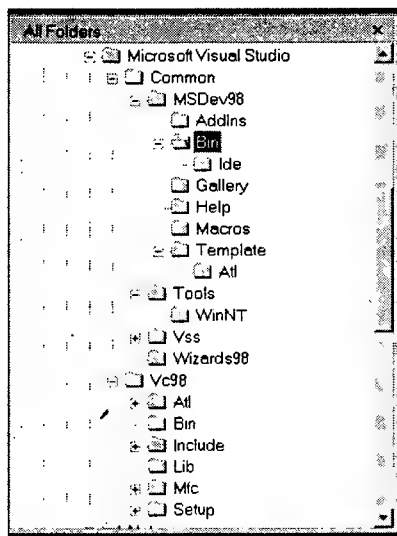 All Folders
Microsoft Visual Studio
Common
MSDev98
AddIns
Bin
Ide
Gallery
Help
Macros
Template
Atl
Tools
WinNT
Vss
Wizards98
Vc98
Atl
Bin
Include
Lib
Mfc
Setup